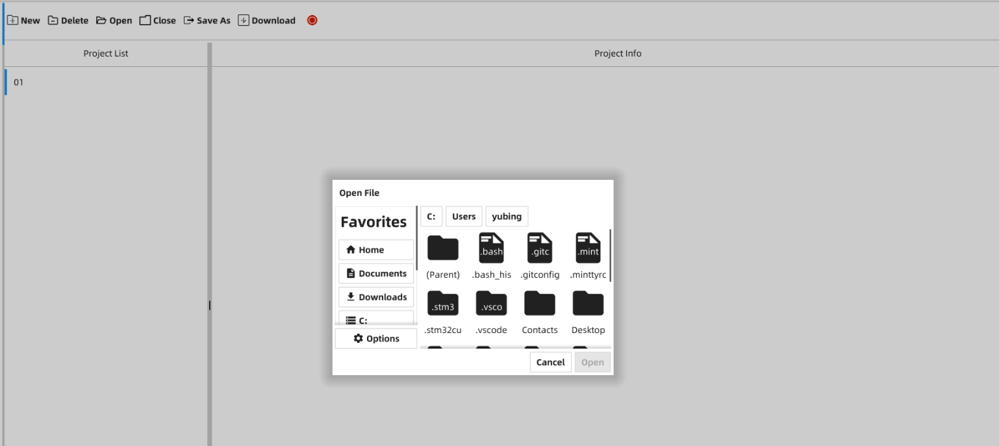 New Delete Open Close Save As Download
Project List Project Info
01
Open File
Favorites
C: Users yubing
Home
Documents
Downloads
C:
Options
.bash .gitc .mint
(Parent) .bash_his .gitconfig .minttyrc
.stm3 .vsco
.stm32cu .vscode Contacts Desktop
Cancel Open